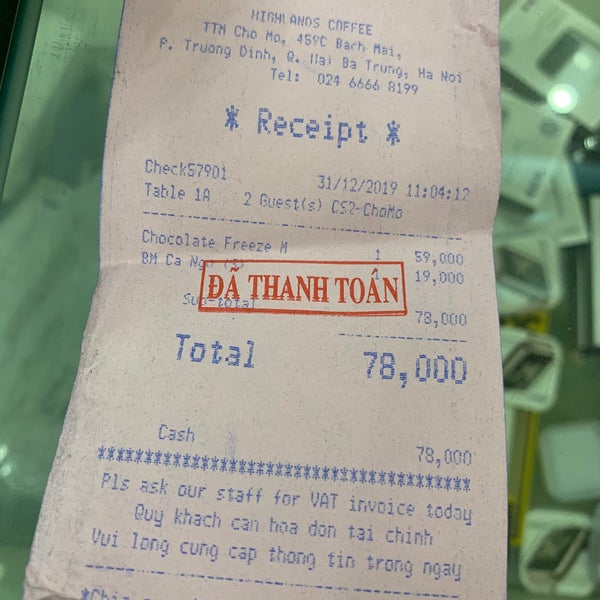 HIGHLANDS COFFEE
TTM Cho Mo, 459C Bach Mai,
P. Truong Dinh, Q. Hai Ba Trung, Ha Noi
Tel: 024 6666 8199
* Receipt *
Check57901 31/12/2019 11:04:12
Table 1A 2 Guest(s) CS2-ChoMo
Chocolate Freeze M 1 59,000
BM Ca Ngu (S) 1 19,000
ĐÃ THANH TOÁN
Sub-total 78,000
Total 78,000
Cash 78,000
****************************************
Pls ask our staff for VAT invoice today
Quy khach can hoa don tai chinh
Vui long cung cap thong tin trong ngay